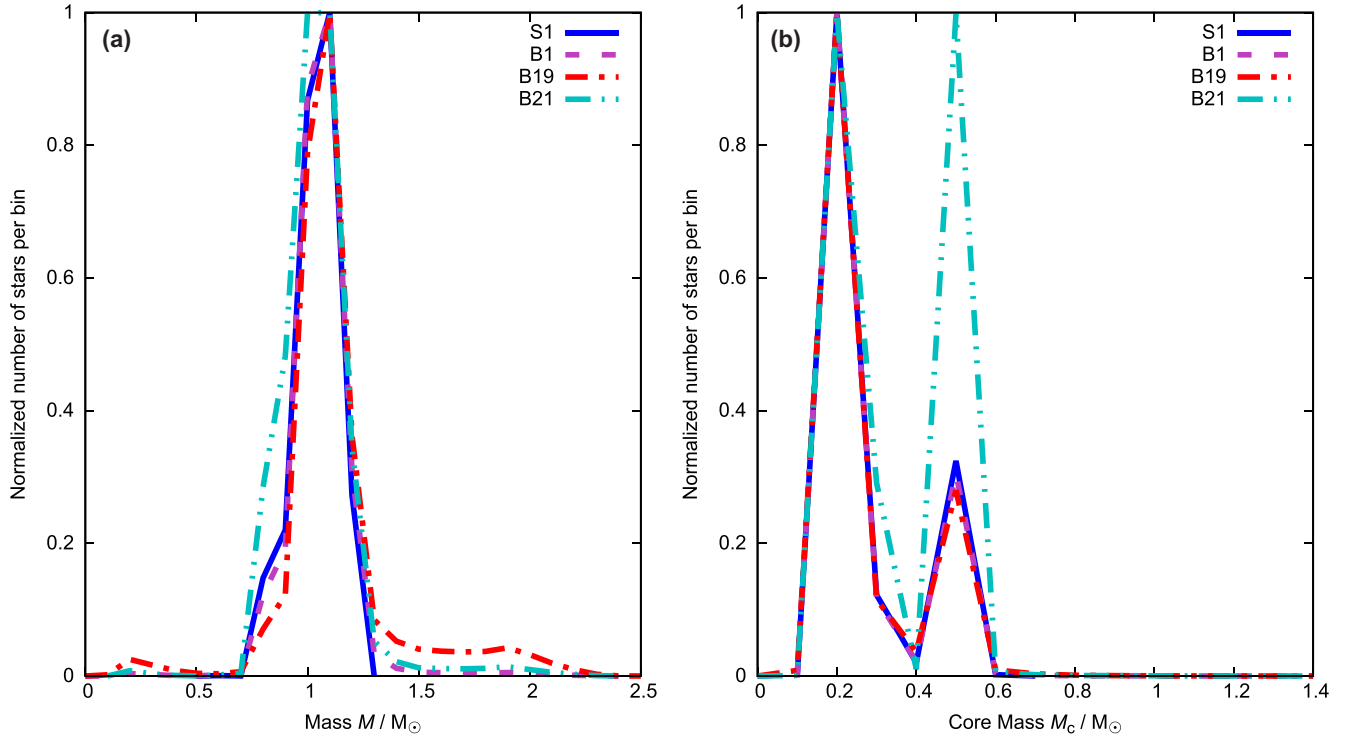 (a)
S1
B1
B19
B21
Normalized number of stars per bin
1
0.8
0.6
0.4
0.2
0
0 0.5 1 1.5 2 2.5
Mass M / M☉
(b)
S1
B1
B19
B21
Normalized number of stars per bin
1
0.8
0.6
0.4
0.2
0
0 0.2 0.4 0.6 0.8 1 1.2 1.4
Core Mass Mc / M☉